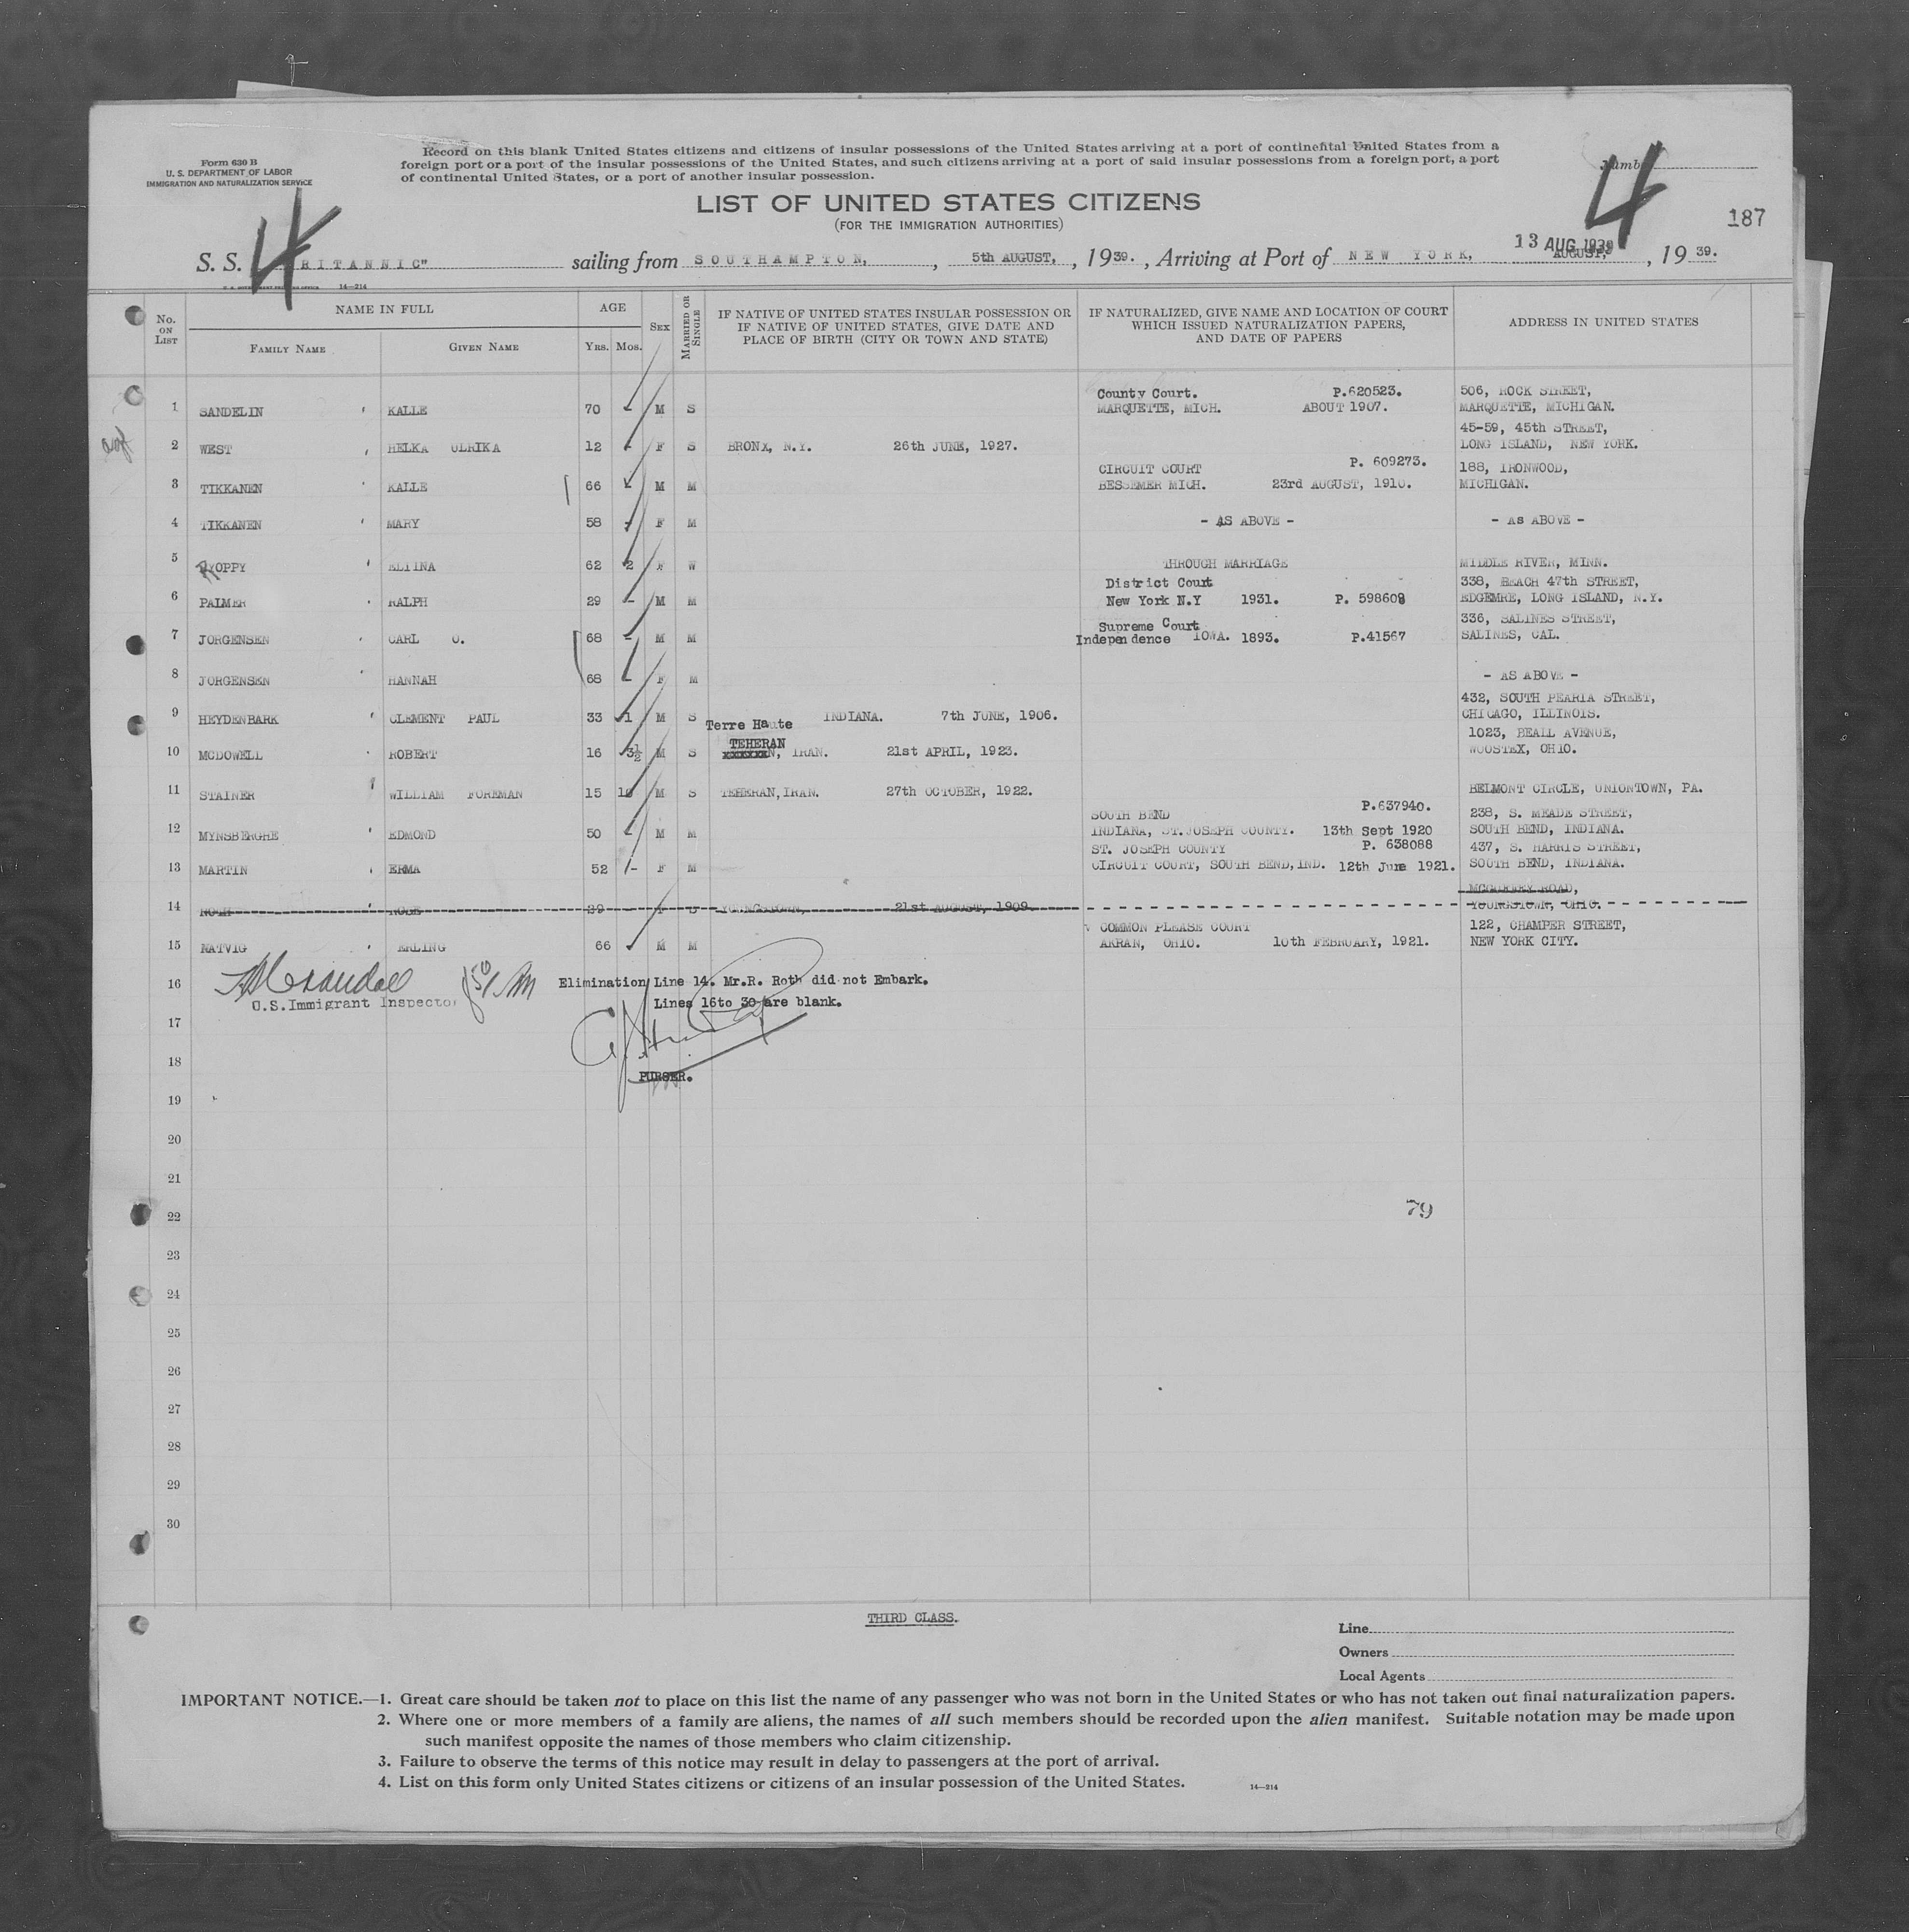 Form 630 B
U. S. DEPARTMENT OF LABOR
IMMIGRATION AND NATURALIZATION SERVICE
Record on this blank United States citizens and citizens of insular possessions of the United States arriving at a port of continental United States from a
foreign port or a port of the insular possessions of the United States, and such citizens arriving at a port of said insular possessions from a foreign port, a port
of continental United States, or a port of another insular possession.
4
4
187
LIST OF UNITED STATES CITIZENS
(FOR THE IMMIGRATION AUTHORITIES)
S. S. RITANNIC" sailing from SOUTHAMPTON, , 5th AUGUST, , 1939. , Arriving at Port of NEW YORK, 13 AUG 1939 AUGUST, , 1939.
14—214
No. ON LIST NAME IN FULL AGE SEX MARRIED OR SINGLE IF NATIVE OF UNITED STATES INSULAR POSSESSION OR IF NATIVE OF UNITED STATES, GIVE DATE AND PLACE OF BIRTH (CITY OR TOWN AND STATE) IF NATURALIZED, GIVE NAME AND LOCATION OF COURT WHICH ISSUED NATURALIZATION PAPERS, AND DATE OF PAPERS ADDRESS IN UNITED STATES
FAMILY NAME GIVEN NAME YRS. MOS.
County Court. P.620523. 506, ROCK STREET,
1 SANDELIN KALLE 70 - M S MARQUETTE, MICH. ABOUT 1907. MARQUETTE, MICHIGAN.
45-59, 45th STREET,
2 WEST HELKA ULRIKA 12 - F S BRONX, N.Y. 26th JUNE, 1927. LONG ISLAND, NEW YORK.
CIRCUIT COURT P. 609273. 188, IRONWOOD,
3 TIKKANEN KALLE 66 - M M BESSEMER MICH. 23rd AUGUST, 1910. MICHIGAN.
4 TIKKANEN MARY 58 - F M - AS ABOVE - - AS ABOVE -
5 RYOPPY ELIINA 62 2 F W THROUGH MARRIAGE MIDDLE RIVER, MINN.
District Court 338, BEACH 47th STREET,
6 PALMER RALPH 29 - M M New York N.Y 1931. P. 598608 EDGEMRE, LONG ISLAND, N.Y.
Supreme Court 336, SALINES STREET,
7 JORGENSEN CARL O. 68 - M M Independence IOWA. 1893. P.41567 SALINES, CAL.
8 JORGENSEN HANNAH 68 F M - AS ABOVE -
432, SOUTH PEARIA STREET,
9 HEYDENBARK CLEMENT PAUL 33 1 M S Terre Haute INDIANA. 7th JUNE, 1906. CHICAGO, ILLINOIS.
TEHERAN 1023, BEALL AVENUE,
10 MCDOWELL ROBERT 16 3½ M S N, IRAN. 21st APRIL, 1923. WOOSTEX, OHIO.
11 STAINER WILLIAM FOREMAN 15 10 M S TEHERAN, IRAN. 27th OCTOBER, 1922. BELMONT CIRCLE, UNIONTOWN, PA.
SOUTH BEND P.637940. 238, S. MEADE STREET,
12 MYNSBERGHE EDMOND 50 - M M INDIANA, ST.JOSEPH COUNTY. 13th Sept 1920 SOUTH BEND, INDIANA.
ST. JOSEPH COUNTY P. 638088 437, S. HARRIS STREET,
13 MARTIN ERMA 52 - F M CIRCUIT COURT, SOUTH BEND, IND. 12th June 1921. SOUTH BEND, INDIANA.
ROAD,
14 ROTH ROSE 29 - F YOUNGSTOWN, 21st AUGUST, 1909. YOUNGSTOWN, OHIO.
COMMON PLEASE COURT 122, CHAMPER STREET,
15 NATVIG ERLING 66 M M AKRAN, OHIO. 10th FEBRUARY, 1921. NEW YORK CITY.
16 Elimination Line 14. Mr.R. Roth did not Embark.
U.S.Immigrant Inspector Lines 16to 30 are blank.
17
18 PURSER.
19
20
21
22 79
23
24
25
26
27
28
29
30
THIRD CLASS.
Line
Owners
Local Agents
IMPORTANT NOTICE.—1. Great care should be taken not to place on this list the name of any passenger who was not born in the United States or who has not taken out final naturalization papers.
2. Where one or more members of a family are aliens, the names of all such members should be recorded upon the alien manifest. Suitable notation may be made upon
such manifest opposite the names of those members who claim citizenship.
3. Failure to observe the terms of this notice may result in delay to passengers at the port of arrival.
4. List on this form only United States citizens or citizens of an insular possession of the United States.
14—214